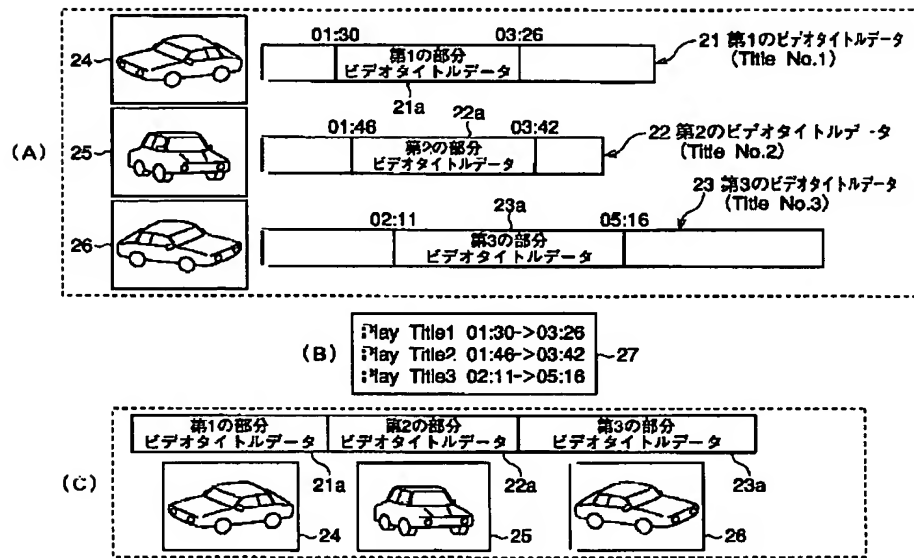 (A)
24
01:30
03:26
第1の部分
ビデオタイトルデータ
21a
21 第1のビデオタイトルデータ
(Title No.1)
25
01:46
22a
03:42
第2の部分
ビデオタイトルデータ
22 第2のビデオタイトルデータ
(Title No.2)
26
02:11
23a
05:16
第3の部分
ビデオタイトルデータ
23 第3のビデオタイトルデータ
(Title No.3)
(B)
Play Title1 01:30->03:26
Play Title2 01:46->03:42
Play Title3 02:11->05:16
27
(C)
第1の部分
ビデオタイトルデータ
第2の部分
ビデオタイトルデータ
第3の部分
ビデオタイトルデータ
21a
22a
23a
24
25
26